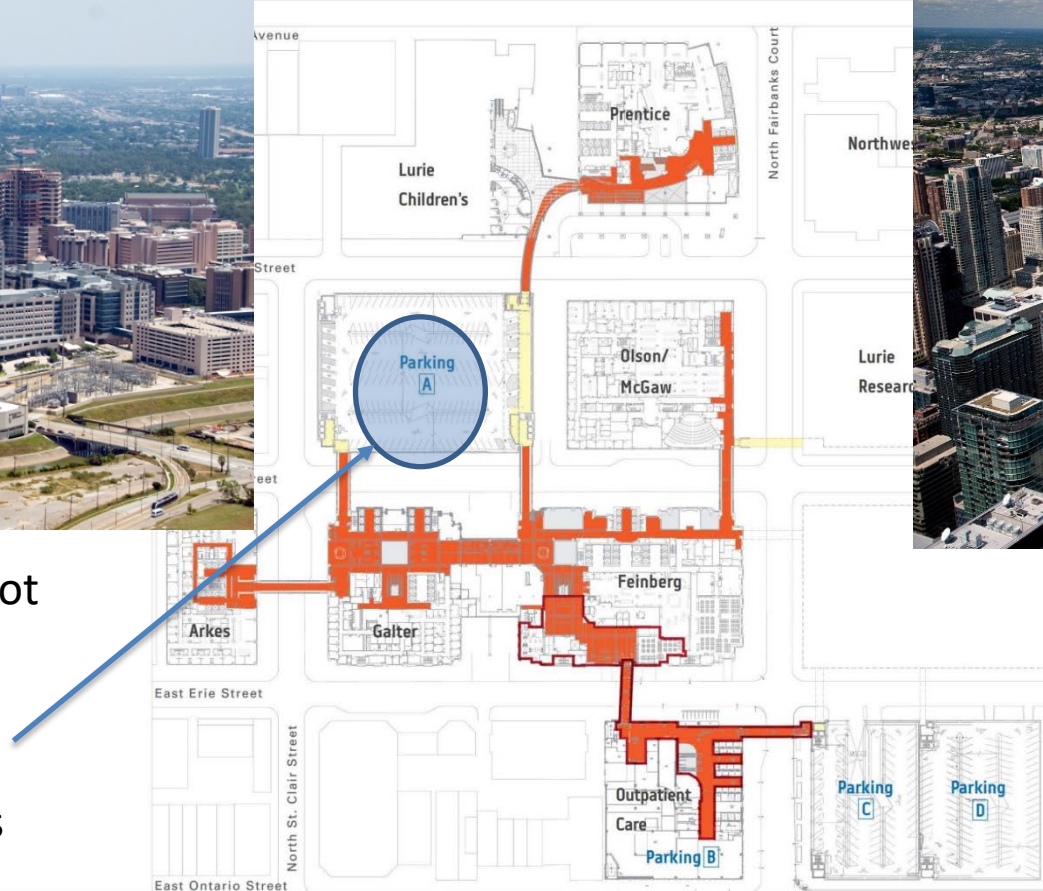 Avenue
Prentice
North Fairbanks Court
Lurie
Children's
Northwes
Street
Parking
A
Olson/
McGaw
Lurie
Researc
eet
ot
Feinberg
Arkes
Galter
East Erie Street
North St. Clair Street
Outpatient
Care
Parking B
Parking
C
Parking
D
s
East Ontario Street